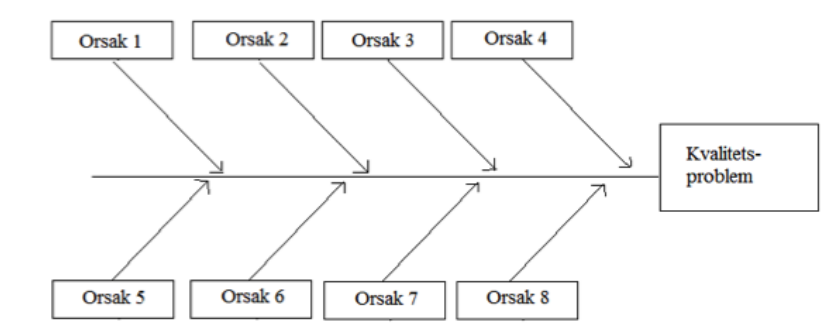 Orsak 1
Orsak 2
Orsak 3
Orsak 4
Kvalitets-
problem
Orsak 5
Orsak 6
Orsak 7
Orsak 8